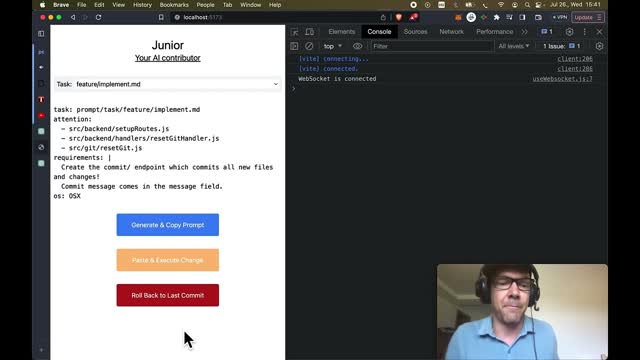 Brave File Edit View History Bookmarks People Tab Window Help
Jul 26., Wed 15:41
localhost:5173
VPN
Update
Junior
Your AI contributor
Task: feature/implement.md
task: prompt/task/feature/implement.md
attention:
- src/backend/setupRoutes.js
- src/backend/handlers/resetGitHandler.js
- src/git/resetGit.js
requirements: |
Create the commit/ endpoint which commits all new files
and changes!
Commit message comes in the message field.
os: OSX
Generate & Copy Prompt
Paste & Execute Change
Roll Back to Last Commit
Elements Console Sources Network Performance
1
top
Filter
All levels
1 Issue: 1
[vite] connecting... client:206
[vite] connected. client:206
WebSocket is connected useWebsocket.js:7